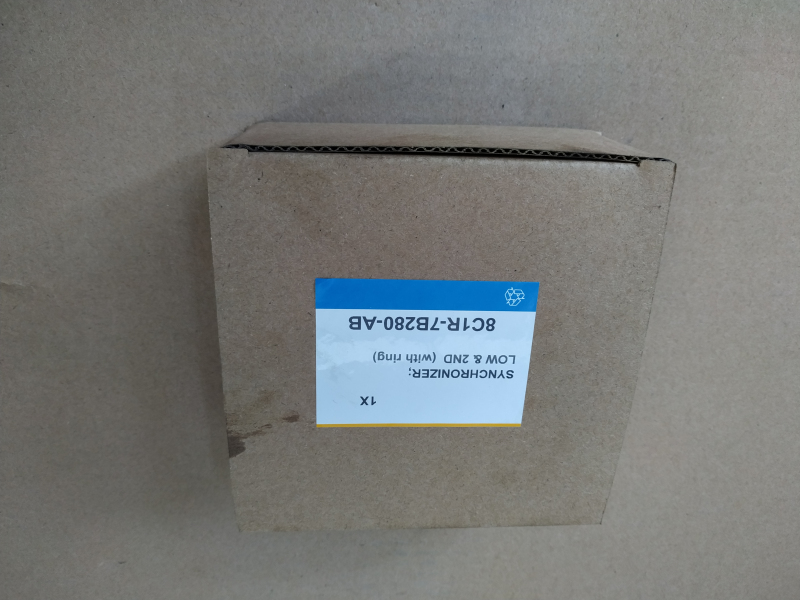 1X
SYNCHRONIZER;
LOW & 2ND (with ring)
8C1R-7B280-AB